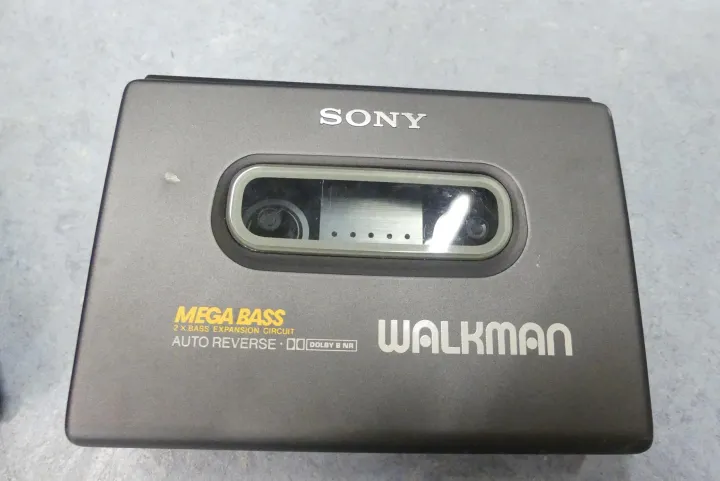 SONY
MEGA BASS
2 X BASS EXPANSION CIRCUIT
AUTO REVERSE · DOLBY B NR
WALKMAN